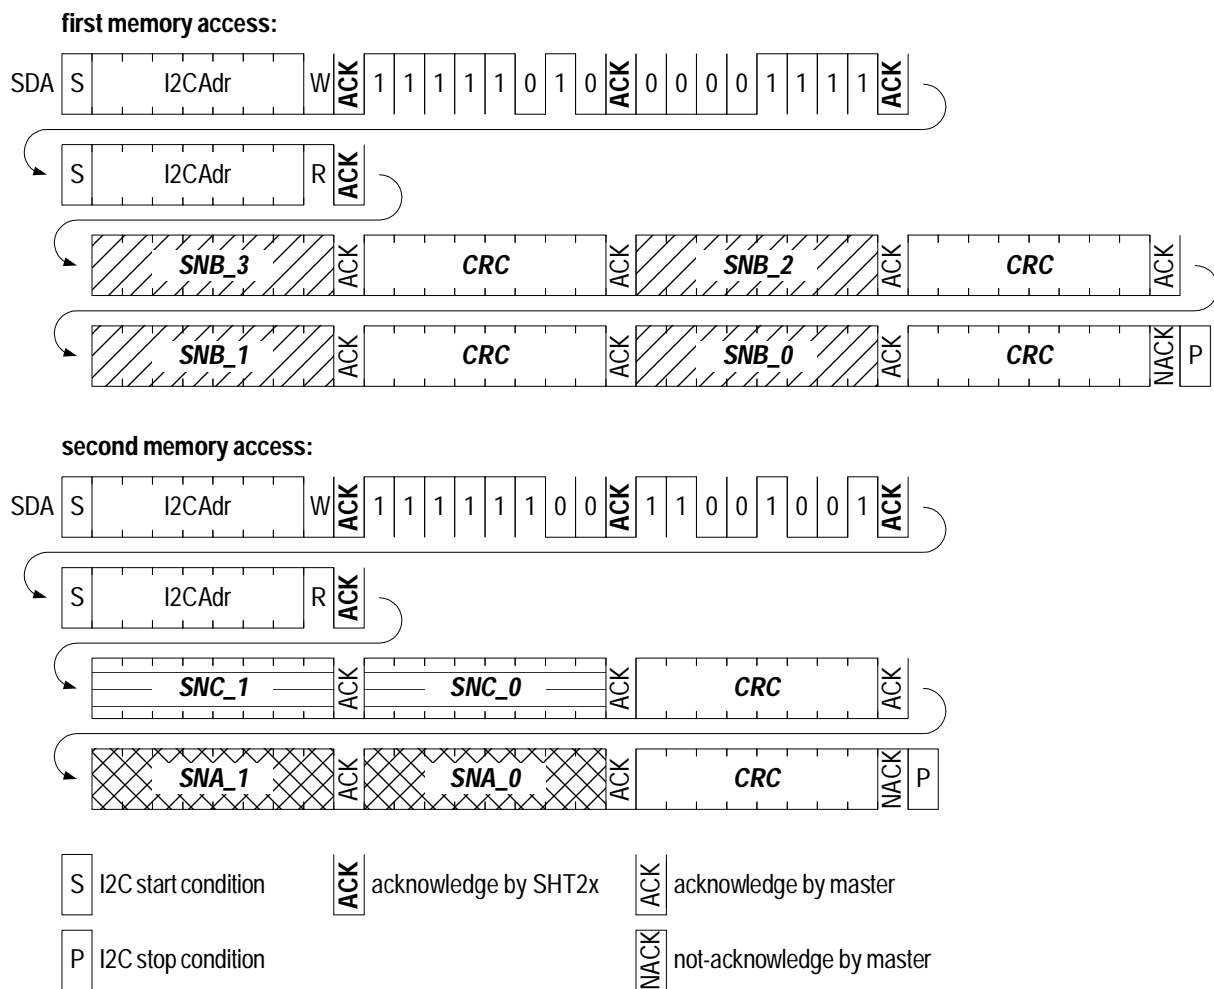 first memory access:
SDA S I2CAdr W ACK 1 1 1 1 1 0 1 0 ACK 0 0 0 0 1 1 1 1 ACK
S I2CAdr R ACK
SNB_3 ACK CRC ACK SNB_2 ACK CRC ACK
SNB_1 ACK CRC ACK SNB_0 ACK CRC NACK P
second memory access:
SDA S I2CAdr W ACK 1 1 1 1 1 1 0 0 ACK 1 1 0 0 1 0 0 1 ACK
S I2CAdr R ACK
SNC_1 ACK SNC_0 ACK CRC ACK
SNA_1 ACK SNA_0 ACK CRC NACK P
S I2C start condition ACK acknowledge by SHT2x ACK acknowledge by master
P I2C stop condition NACK not-acknowledge by master